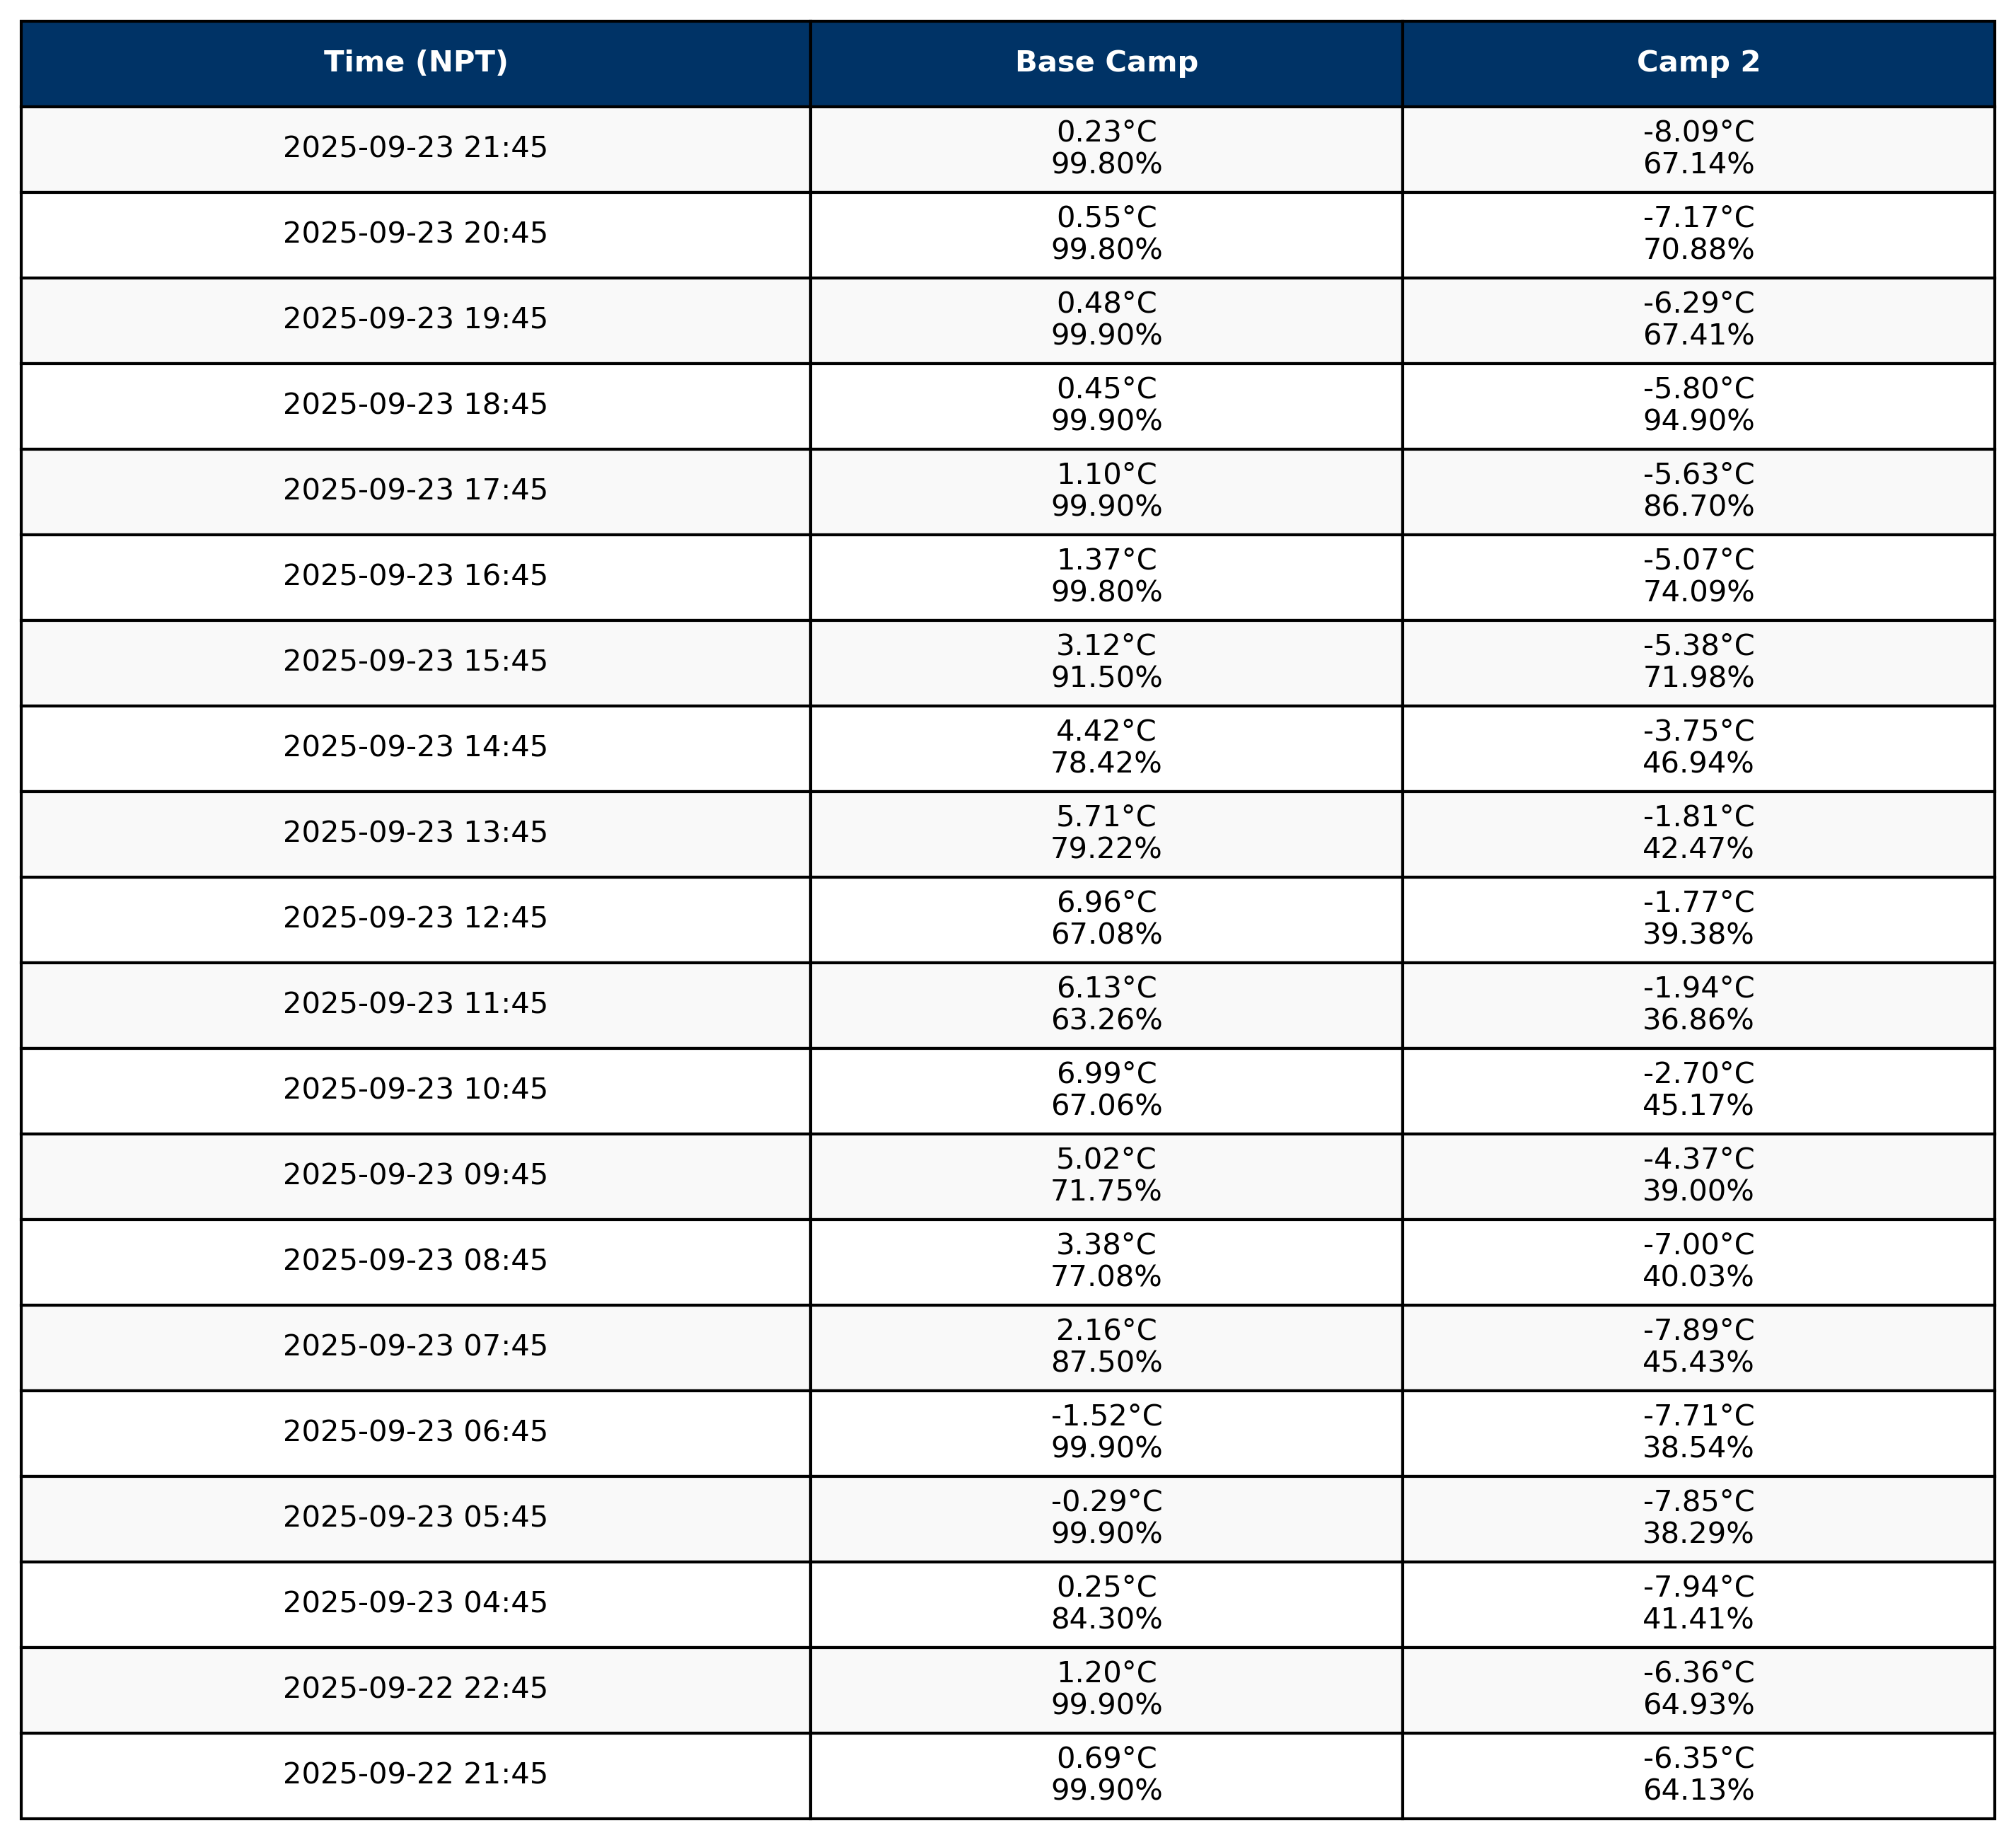 Time (NPT) Base Camp Camp 2
2025-09-23 21:45 0.23°C -8.09°C
99.80% 67.14%
2025-09-23 20:45 0.55°C -7.17°C
99.80% 70.88%
2025-09-23 19:45 0.48°C -6.29°C
99.90% 67.41%
2025-09-23 18:45 0.45°C -5.80°C
99.90% 94.90%
2025-09-23 17:45 1.10°C -5.63°C
99.90% 86.70%
2025-09-23 16:45 1.37°C -5.07°C
99.80% 74.09%
2025-09-23 15:45 3.12°C -5.38°C
91.50% 71.98%
2025-09-23 14:45 4.42°C -3.75°C
78.42% 46.94%
2025-09-23 13:45 5.71°C -1.81°C
79.22% 42.47%
2025-09-23 12:45 6.96°C -1.77°C
67.08% 39.38%
2025-09-23 11:45 6.13°C -1.94°C
63.26% 36.86%
2025-09-23 10:45 6.99°C -2.70°C
67.06% 45.17%
2025-09-23 09:45 5.02°C -4.37°C
71.75% 39.00%
2025-09-23 08:45 3.38°C -7.00°C
77.08% 40.03%
2025-09-23 07:45 2.16°C -7.89°C
87.50% 45.43%
2025-09-23 06:45 -1.52°C -7.71°C
99.90% 38.54%
2025-09-23 05:45 -0.29°C -7.85°C
99.90% 38.29%
2025-09-23 04:45 0.25°C -7.94°C
84.30% 41.41%
2025-09-22 22:45 1.20°C -6.36°C
99.90% 64.93%
2025-09-22 21:45 0.69°C -6.35°C
99.90% 64.13%